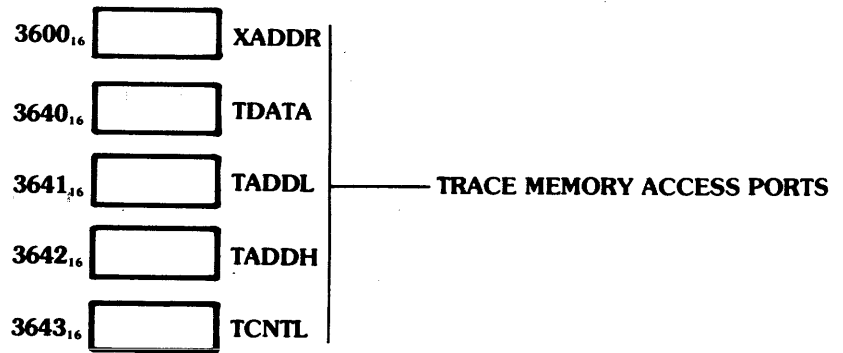 3600₁₆ XADDR
3640₁₆ TDATA
3641₁₆ TADDL TRACE MEMORY ACCESS PORTS
3642₁₆ TADDH
3643₁₆ TCNTL